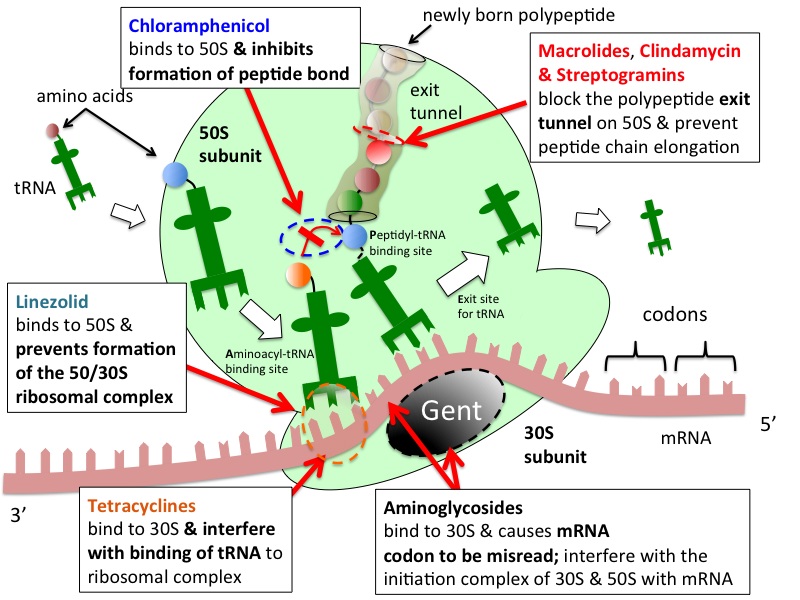 newly born polypeptide
Chloramphenicol
binds to 50S & inhibits
formation of peptide bond
Macrolides, Clindamycin
& Streptogramins
block the polypeptide exit
tunnel on 50S & prevent
peptide chain elongation
amino acids
exit
tunnel
50S
subunit
tRNA
Peptidyl-tRNA
binding site
Linezolid
binds to 50S &
prevents formation
of the 50/30S
ribosomal complex
Exit site
for tRNA
codons
Aminoacyl-tRNA
binding site
Gent
5’
mRNA
30S
subunit
3’
Tetracyclines
bind to 30S & interfere
with binding of tRNA to
ribosomal complex
Aminoglycosides
bind to 30S & causes mRNA
codon to be misread; interfere with the
initiation complex of 30S & 50S with mRNA